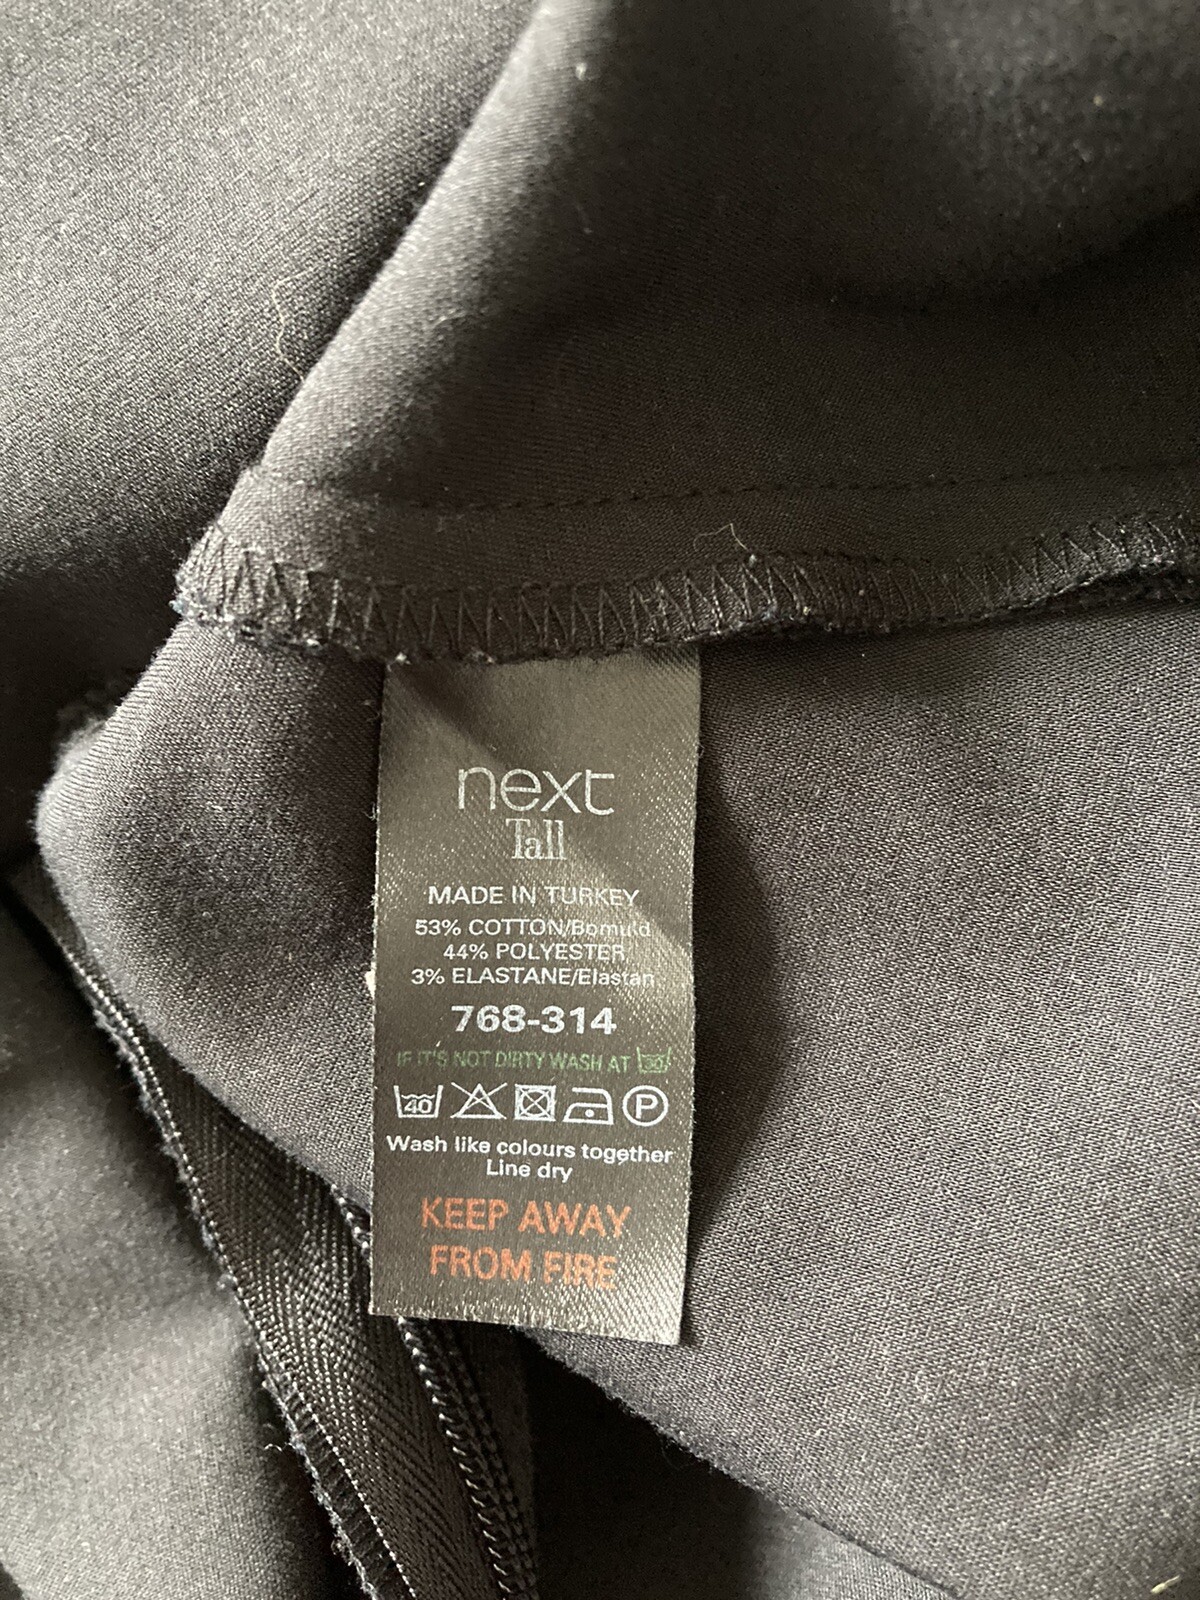 next
Tall
MADE IN TURKEY
53% COTTON/Bomuld
44% POLYESTER
3% ELASTANE/Elastan
768-314
IF IT'S NOT DIRTY WASH AT 30
40 P
Wash like colours together
Line dry
KEEP AWAY
FROM FIRE